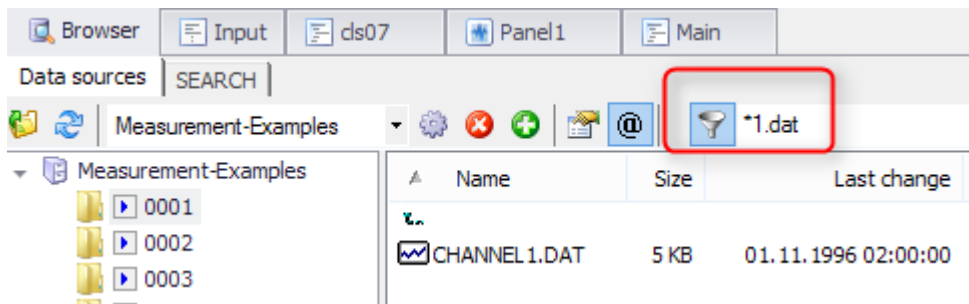 Browser Input cls07 Panel1 Main
Data sources SEARCH
Measurement-Examples @ *1.dat
Measurement-Examples Name Size Last change
0001
0002 CHANNEL1.DAT 5 KB 01.11.1996 02:00:00
0003